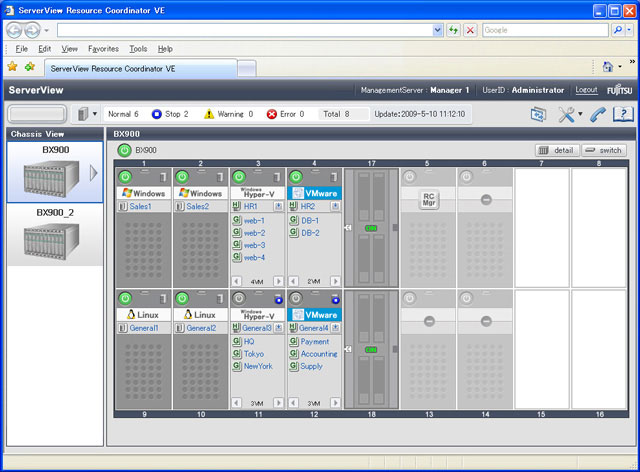 ServerView Resource Coordinator VE
Google
File Edit View Favorites Tools Help
ServerView Resource Coordinator VE
ServerView ManagementServer : Manager 1 UserID : Administrator Logout FUJITSU
Normal 6 Stop 2 Warning 0 Error 0 Total 8 Update:2009-5-10 11:12:10
Chassis View BX900
BX900
BX900_2
BX900 detail switch
1 2 3 4 17 5 6 7 8
Windows Windows Windows Hyper-V VMware RC Mgr
Sales1 Sales2 HR1 HR2
web-1 DB-1
web-2 DB-2
web-3
web-4
4VM 2VM
Linux Linux Windows Hyper-V VMware
General1 General2 General3 General4
HQ Payment
Tokyo Accounting
NewYork Supply
3VM 3VM
9 10 11 12 18 13 14 15 16